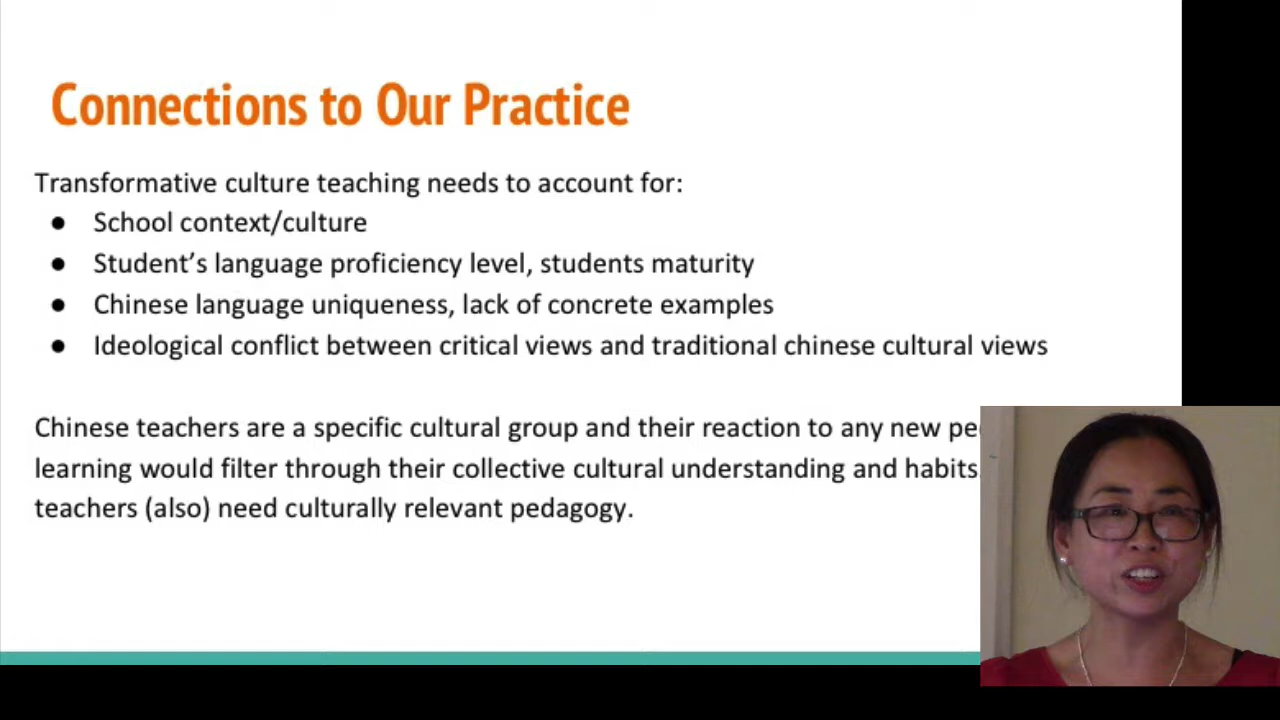 Connections to Our Practice
Transformative culture teaching needs to account for:
● School context/culture
● Student’s language proficiency level, students maturity
● Chinese language uniqueness, lack of concrete examples
● Ideological conflict between critical views and traditional chinese cultural views
Chinese teachers are a specific cultural group and their reaction to any new
learning would filter through their collective cultural understanding and habits.
teachers (also) need culturally relevant pedagogy.